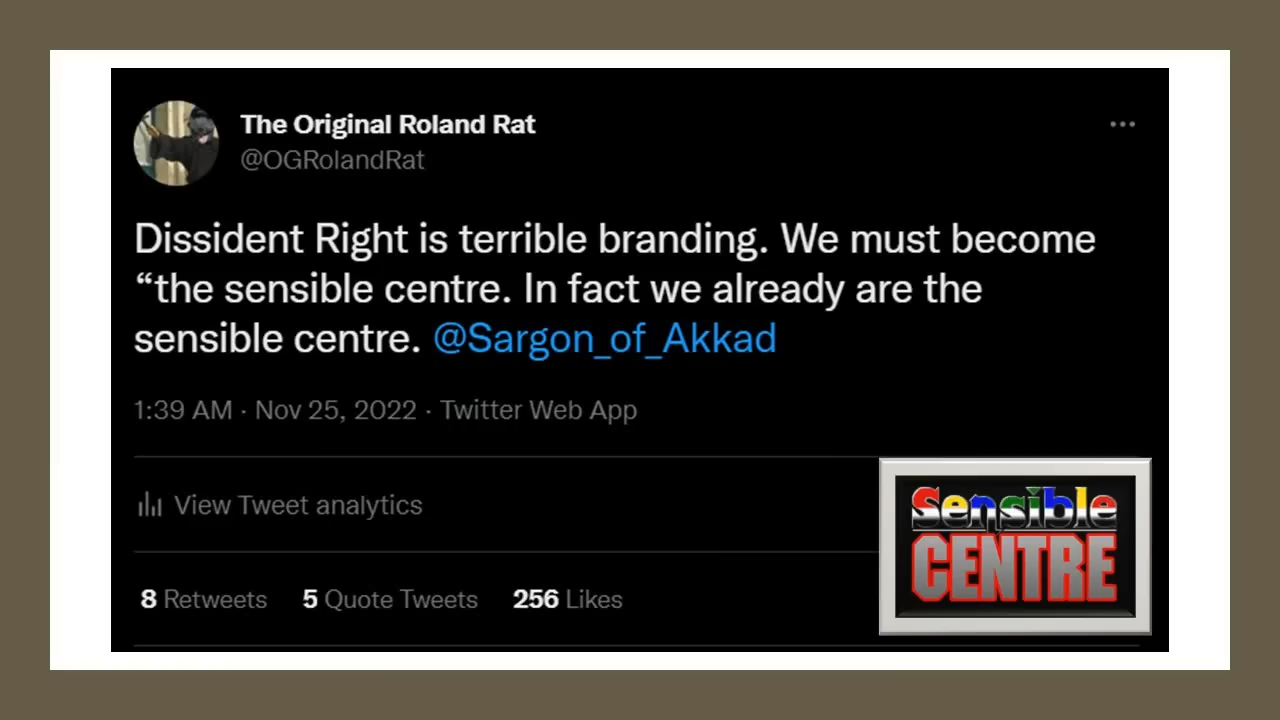 The Original Roland Rat
@OGRolandRat
Dissident Right is terrible branding. We must become
“the sensible centre. In fact we already are the
sensible centre. @Sargon_of_Akkad
1:39 AM · Nov 25, 2022 · Twitter Web App
View Tweet analytics
8 Retweets 5 Quote Tweets 256 Likes
Sensible
CENTRE